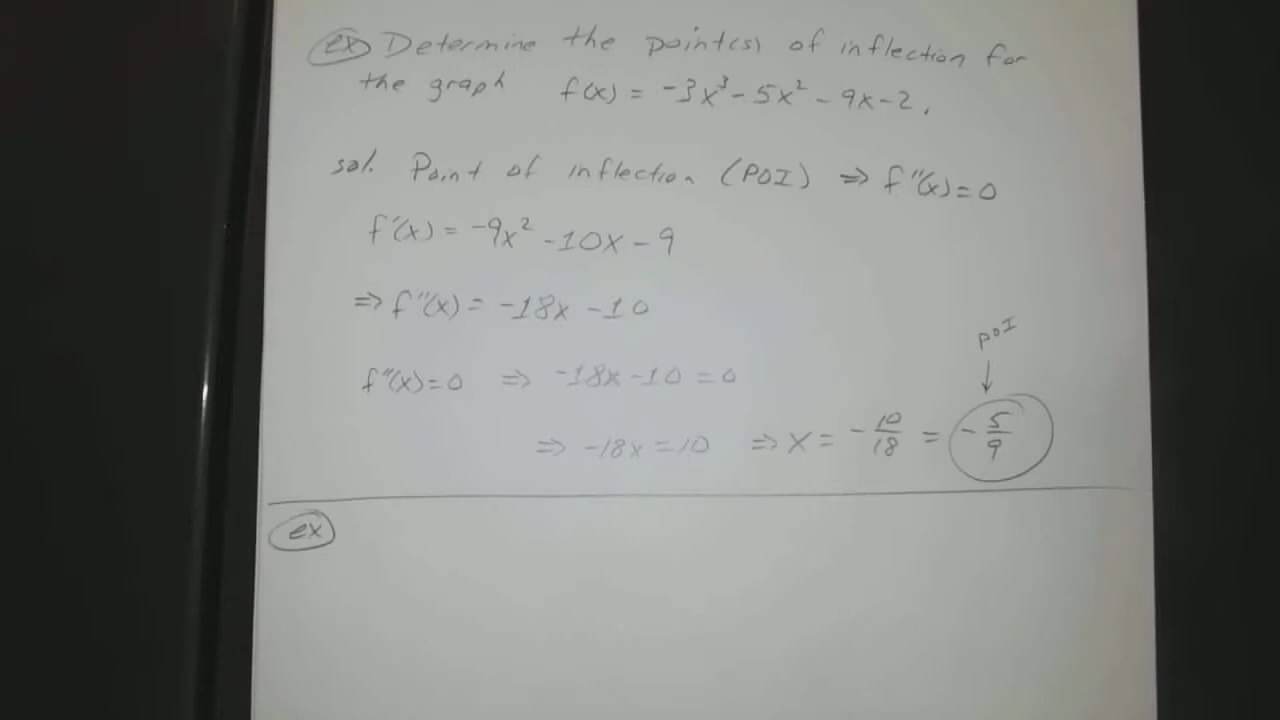 ex Determine the point(s) of inflection for
the graph f(x) = -3x³ - 5x² - 9x - 2.
sol. Point of inflection (POI) ⇒ f''(x) = 0
f'(x) = -9x² - 10x - 9
⇒ f''(x) = -18x - 10
POI
↓
f''(x) = 0 ⇒ -18x - 10 = 0
⇒ -18x = 10 ⇒ x = -10/18 = -5/9
ex